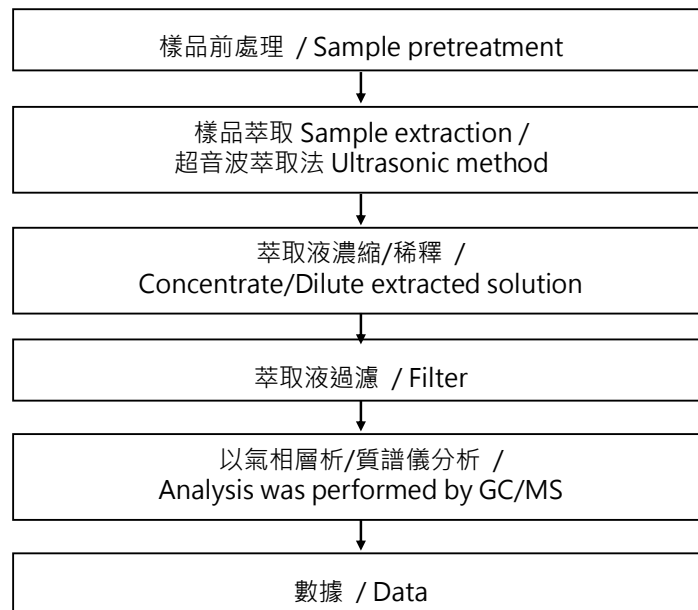 樣品前處理 / Sample pretreatment
樣品萃取 Sample extraction /
超音波萃取法 Ultrasonic method
萃取液濃縮/稀釋 /
Concentrate/Dilute extracted solution
萃取液過濾 / Filter
以氣相層析/質譜儀分析 /
Analysis was performed by GC/MS
數據 / Data